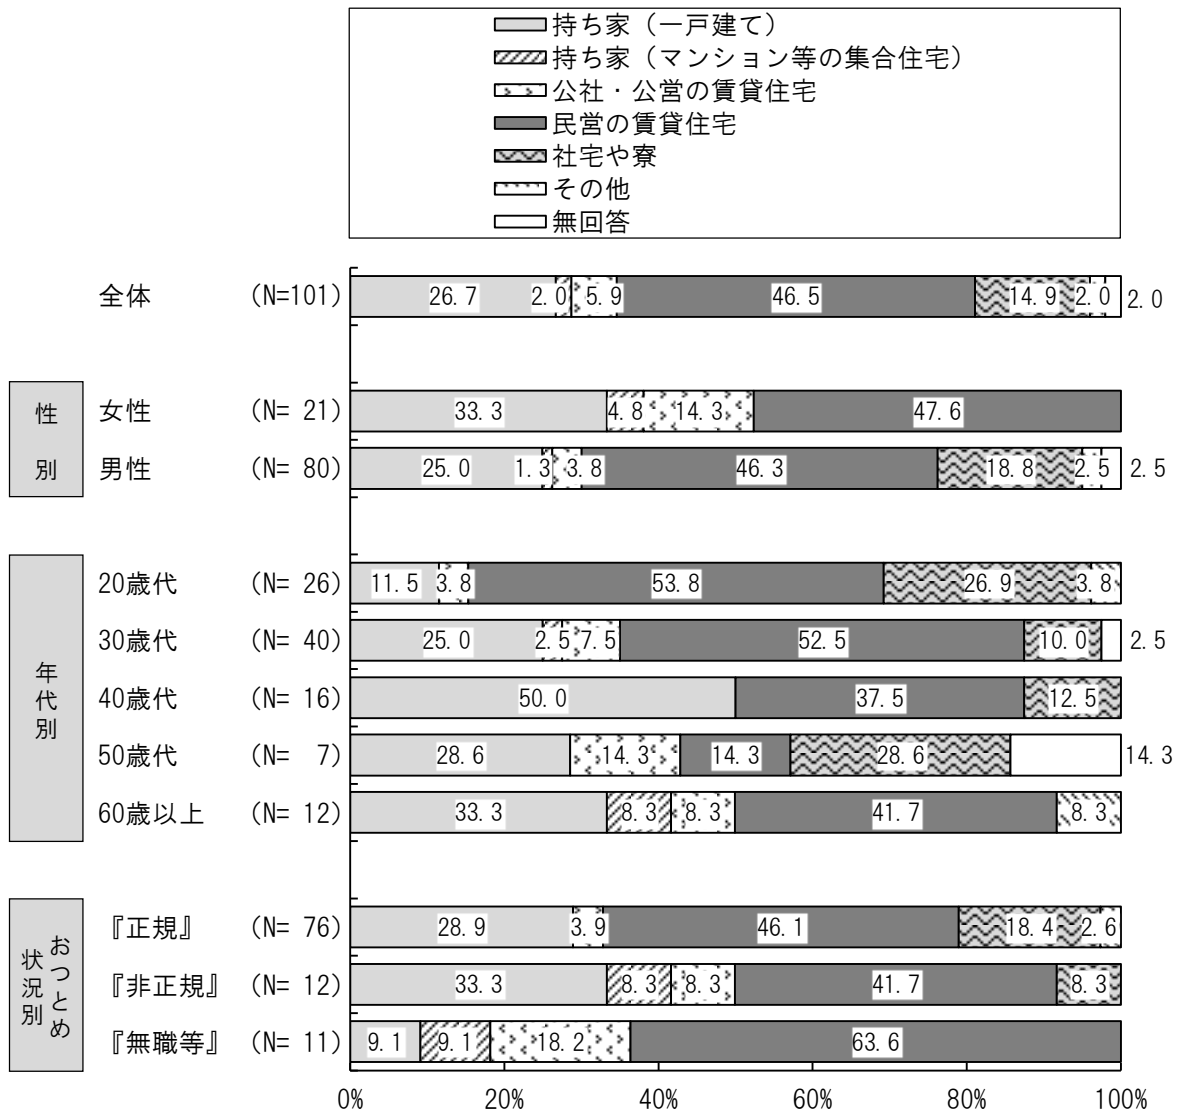 持ち家（一戸建て）
持ち家（マンション等の集合住宅）
公社・公営の賃貸住宅
民営の賃貸住宅
社宅や寮
その他
無回答
全体 (N=101) 26.7 2.0 5.9 46.5 14.9 2.0 2.0
性別
女性 (N= 21) 33.3 4.8 14.3 47.6
男性 (N= 80) 25.0 1.3 3.8 46.3 18.8 2.5 2.5
年代別
20歳代 (N= 26) 11.5 3.8 53.8 26.9 3.8
30歳代 (N= 40) 25.0 2.5 7.5 52.5 10.0 2.5
40歳代 (N= 16) 50.0 37.5 12.5
50歳代 (N= 7) 28.6 14.3 14.3 28.6 14.3
60歳以上 (N= 12) 33.3 8.3 8.3 41.7 8.3
おつとめ
状況別
『正規』 (N= 76) 28.9 3.9 46.1 18.4 2.6
『非正規』 (N= 12) 33.3 8.3 8.3 41.7 8.3
『無職等』 (N= 11) 9.1 9.1 18.2 63.6
0% 20% 40% 60% 80% 100%